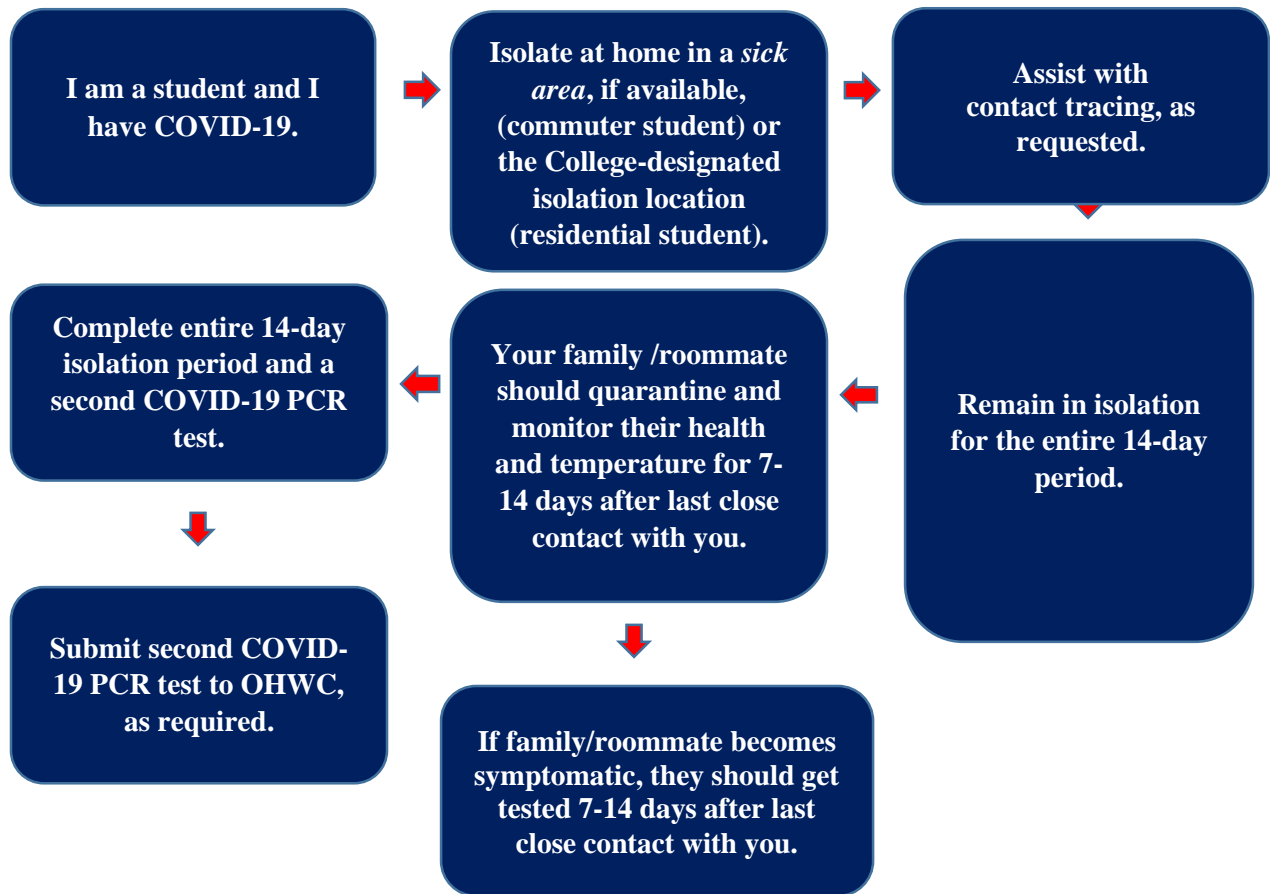 I am a student and I
have COVID-19.
Isolate at home in a sick
area, if available,
(commuter student) or
the College-designated
isolation location
(residential student).
Assist with
contact tracing, as
requested.
Remain in isolation
for the entire 14-day
period.
Your family /roommate
should quarantine and
monitor their health
and temperature for 7-
14 days after last close
contact with you.
Complete entire 14-day
isolation period and a
second COVID-19 PCR
test.
Submit second COVID-
19 PCR test to OHWC,
as required.
If family/roommate becomes
symptomatic, they should get
tested 7-14 days after last
close contact with you.